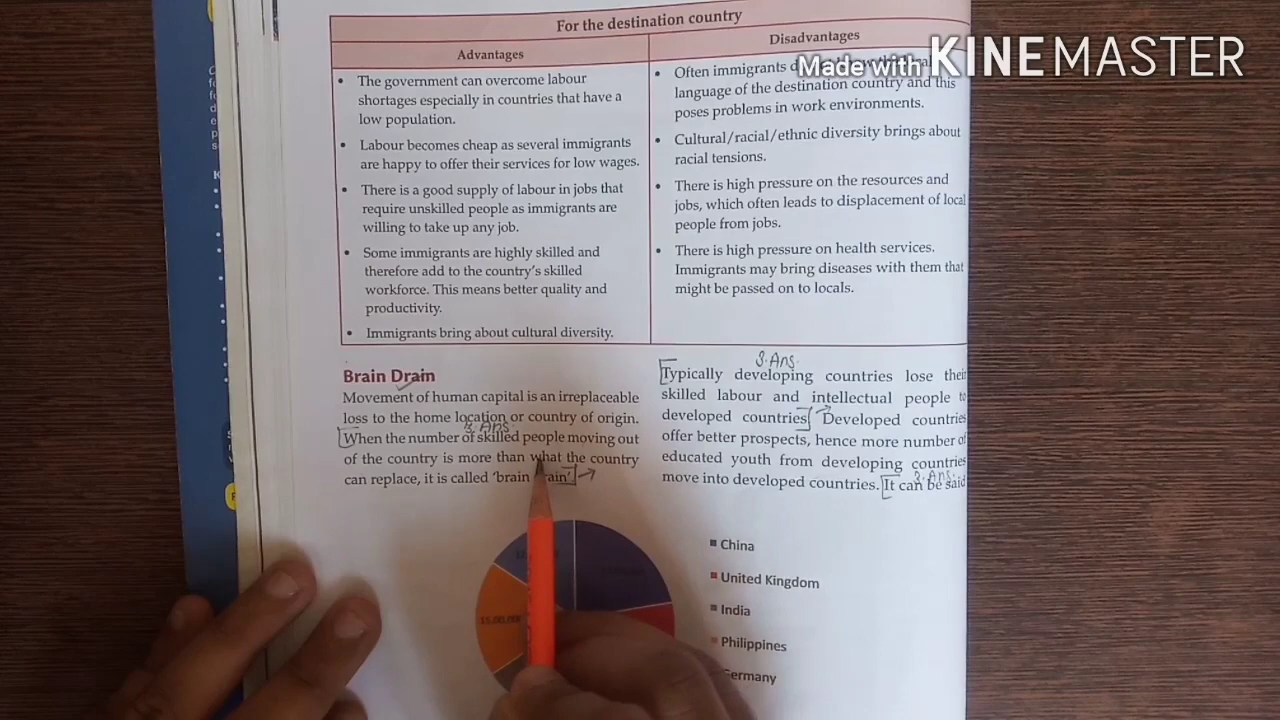 For the destination country
Advantages
Disadvantages
Made with KINEMASTER
• The government can overcome labour
shortages especially in countries that have a
low population.
• Labour becomes cheap as several immigrants
are happy to offer their services for low wages.
• There is a good supply of labour in jobs that
require unskilled people as immigrants are
willing to take up any job.
• Some immigrants are highly skilled and
therefore add to the country's skilled
workforce. This means better quality and
productivity.
• Immigrants bring about cultural diversity.
• Often immigrants
language of the destination country and this
poses problems in work environments.
• Cultural/racial/ethnic diversity brings about
racial tensions.
• There is high pressure on the resources and
jobs, which often leads to displacement of local
people from jobs.
• There is high pressure on health services.
Immigrants may bring diseases with them that
might be passed on to locals.
Brain Drain
Movement of human capital is an irreplaceable
loss to the home location or country of origin.
Ans.
When the number of skilled people moving out
of the country is more than what the country
can replace, it is called 'brain
3. Ans.
Typically developing countries lose their
skilled labour and intellectual people to
developed countries. Developed countries
offer better prospects, hence more number of
educated youth from developing countries
Ans.
move into developed countries. It can be said
China
United Kingdom
India
Philippines
Germany